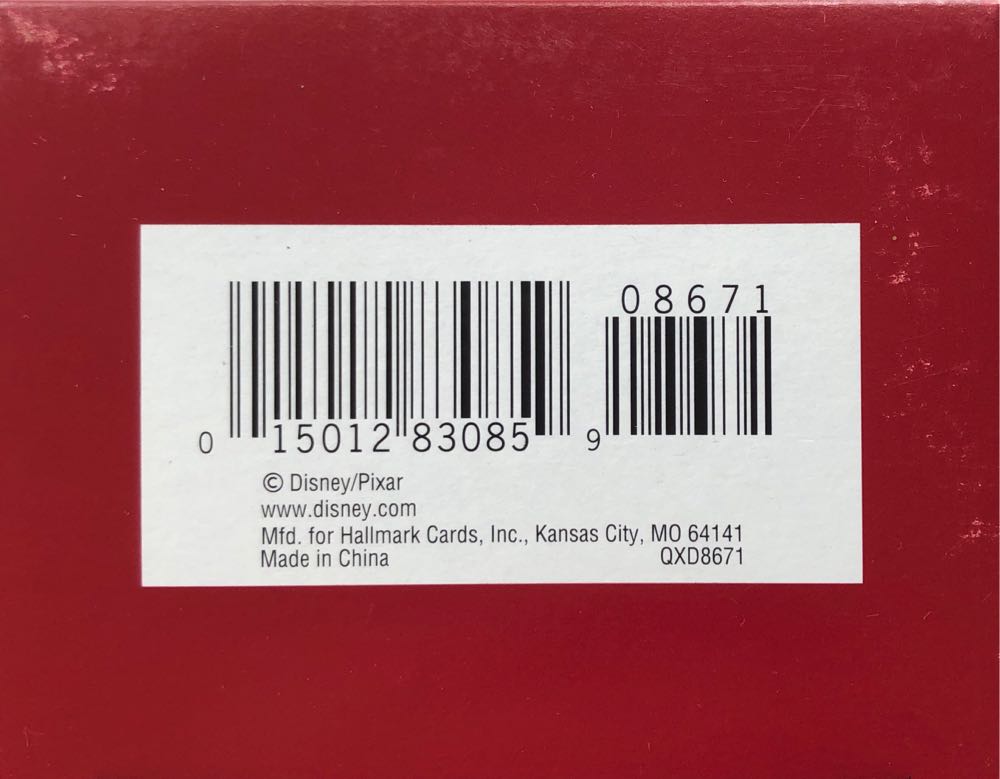 08671
0 15012 83085 9
© Disney/Pixar
www.disney.com
Mfd. for Hallmark Cards, Inc., Kansas City, MO 64141
Made in China QXD8671